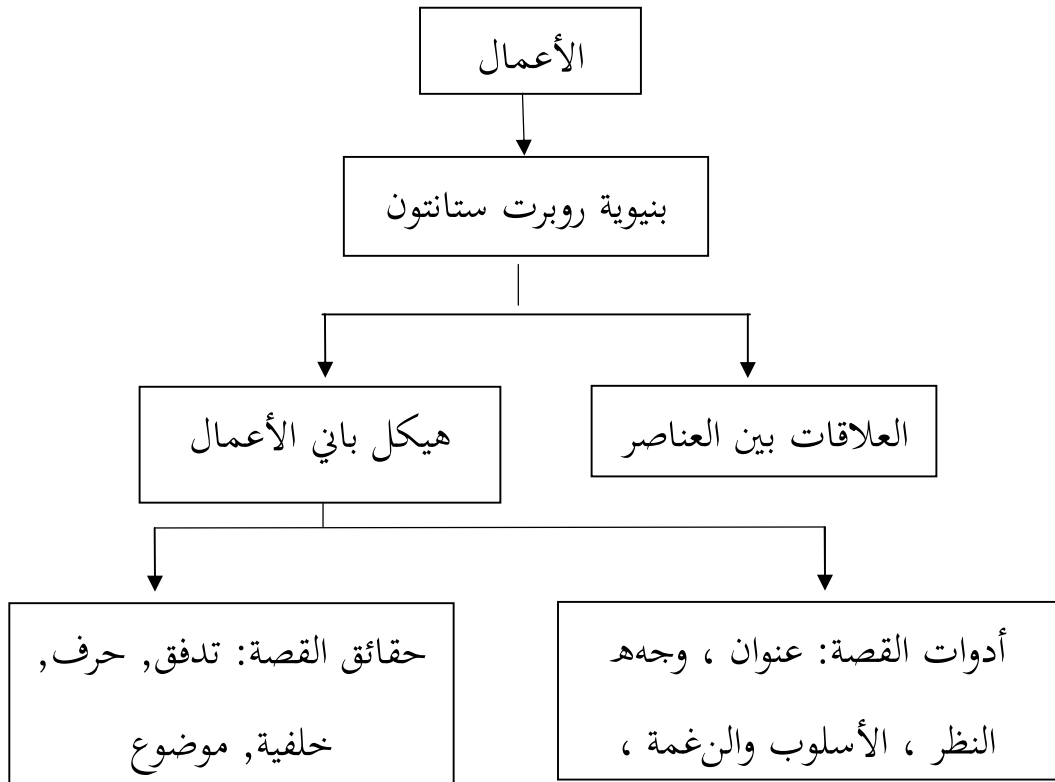 الأعمال
بنيوية روبرت ستانتون
العلاقات بين العناصر
هيكل باني الأعمال
أدوات القصة: عنوان ، وجهه
النظر ، الأسلوب والنغمة ،
حقائق القصة: تدفق, حرف,
خلفية, موضوع